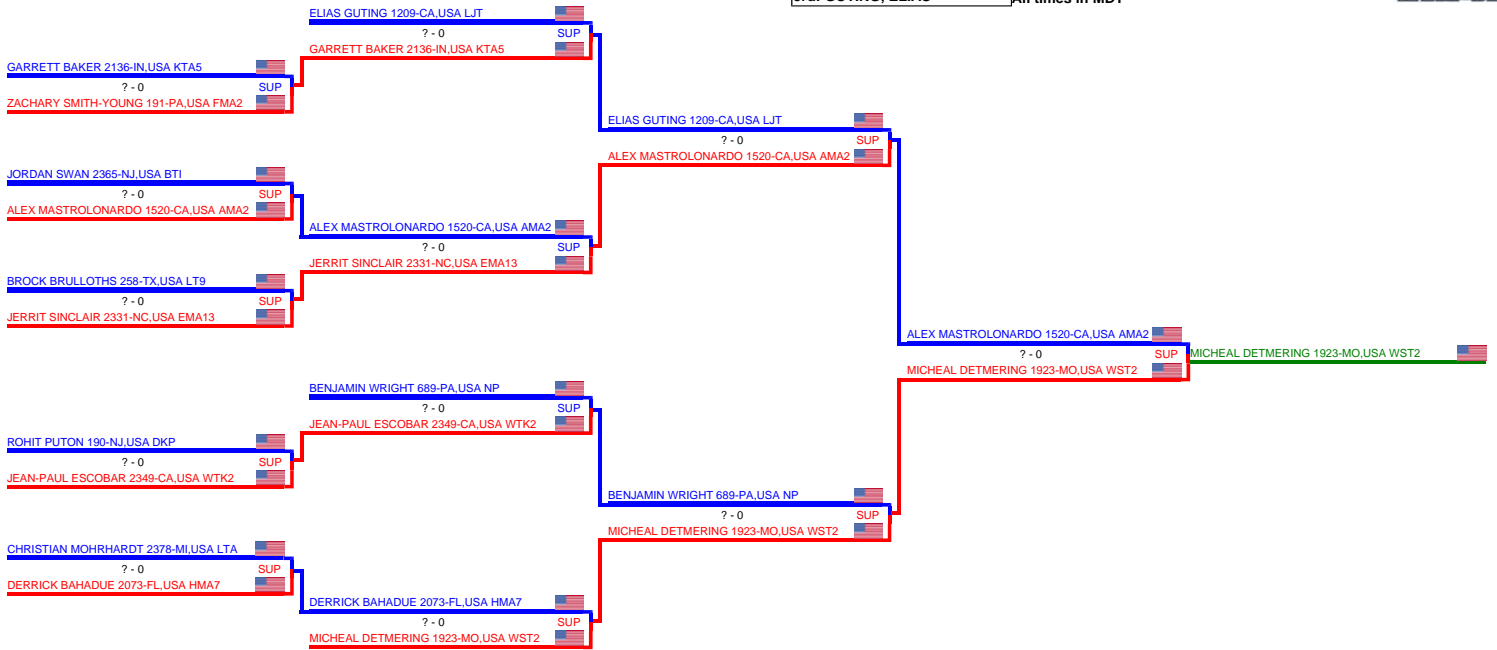 3rd: GUTING, ELIAS
All times in MDT
ELIAS GUTING 1209-CA,USA LJT
? - 0
SUP
GARRETT BAKER 2136-IN,USA KTA5
GARRETT BAKER 2136-IN,USA KTA5
? - 0
SUP
ZACHARY SMITH-YOUNG 191-PA,USA FMA2
ELIAS GUTING 1209-CA,USA LJT
? - 0
SUP
ALEX MASTROLONARDO 1520-CA,USA AMA2
JORDAN SWAN 2365-NJ,USA BTI
? - 0
SUP
ALEX MASTROLONARDO 1520-CA,USA AMA2
ALEX MASTROLONARDO 1520-CA,USA AMA2
? - 0
SUP
JERRIT SINCLAIR 2331-NC,USA EMA13
BROCK BRULLOTHS 258-TX,USA LT9
? - 0
SUP
JERRIT SINCLAIR 2331-NC,USA EMA13
ALEX MASTROLONARDO 1520-CA,USA AMA2
? - 0
SUP
MICHEAL DETMERING 1923-MO,USA WST2
MICHEAL DETMERING 1923-MO,USA WST2
BENJAMIN WRIGHT 689-PA,USA NP
? - 0
SUP
JEAN-PAUL ESCOBAR 2349-CA,USA WTK2
ROHIT PUTON 190-NJ,USA DKP
? - 0
SUP
JEAN-PAUL ESCOBAR 2349-CA,USA WTK2
BENJAMIN WRIGHT 689-PA,USA NP
? - 0
SUP
MICHEAL DETMERING 1923-MO,USA WST2
CHRISTIAN MOHRHARDT 2378-MI,USA LTA
? - 0
SUP
DERRICK BAHADUE 2073-FL,USA HMA7
DERRICK BAHADUE 2073-FL,USA HMA7
? - 0
SUP
MICHEAL DETMERING 1923-MO,USA WST2